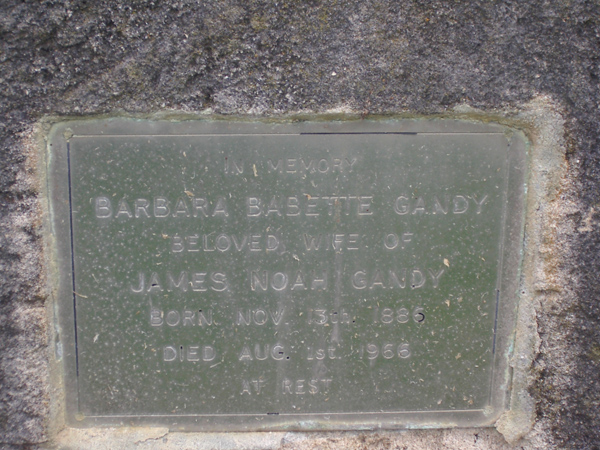 IN MEMORY
BARBARA BABETTE GANDY
BELOVED WIFE OF
JAMES NOAH GANDY
BORN NOV. 13th 1886
DIED AUG. 1st. 1968
AT REST